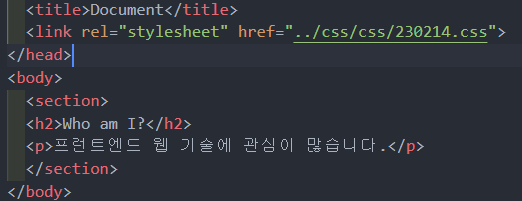 <title>Document</title>
<link rel="stylesheet" href="../css/css/230214.css">
</head>
<body>
<section>
<h2>Who am I?</h2>
<p>프런트엔드 웹 기술에 관심이 많습니다.</p>
</section>
</body>